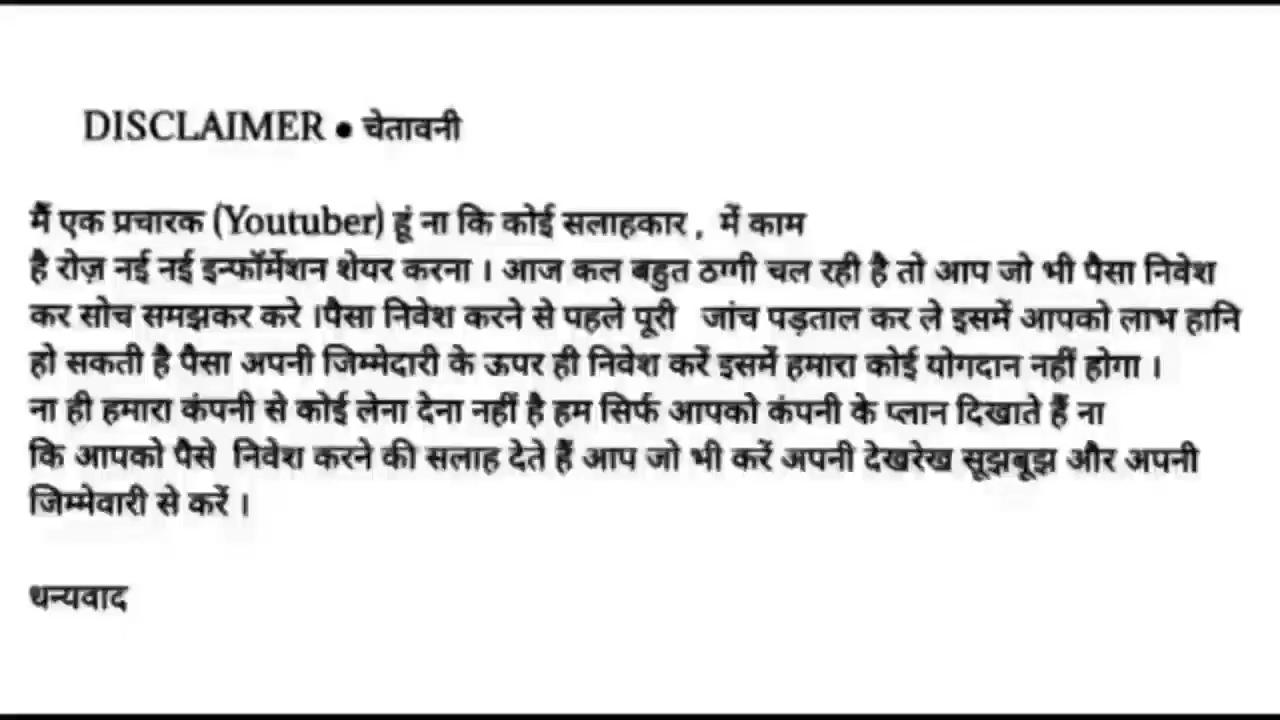 DISCLAIMER • चेतावनी
मैं एक प्रचारक (Youtuber) हूं ना कि कोई सलाहकार , में काम
है रोज़ नई नई इन्फॉर्मेशन शेयर करना । आज कल बहुत ठग्गी चल रही है तो आप जो भी पैसा निवेश
कर सोच समझकर करे ।पैसा निवेश करने से पहले पूरी जांच पड़ताल कर ले इसमें आपको लाभ हानि
हो सकती है पैसा अपनी जिम्मेदारी के ऊपर ही निवेश करें इसमें हमारा कोई योगदान नहीं होगा ।
ना ही हमारा कंपनी से कोई लेना देना नहीं है हम सिर्फ आपको कंपनी के प्लान दिखाते हैं ना
कि आपको पैसे निवेश करने की सलाह देते हैं आप जो भी करें अपनी देखरेख सूझबूझ और अपनी
जिम्मेवारी से करें ।
धन्यवाद